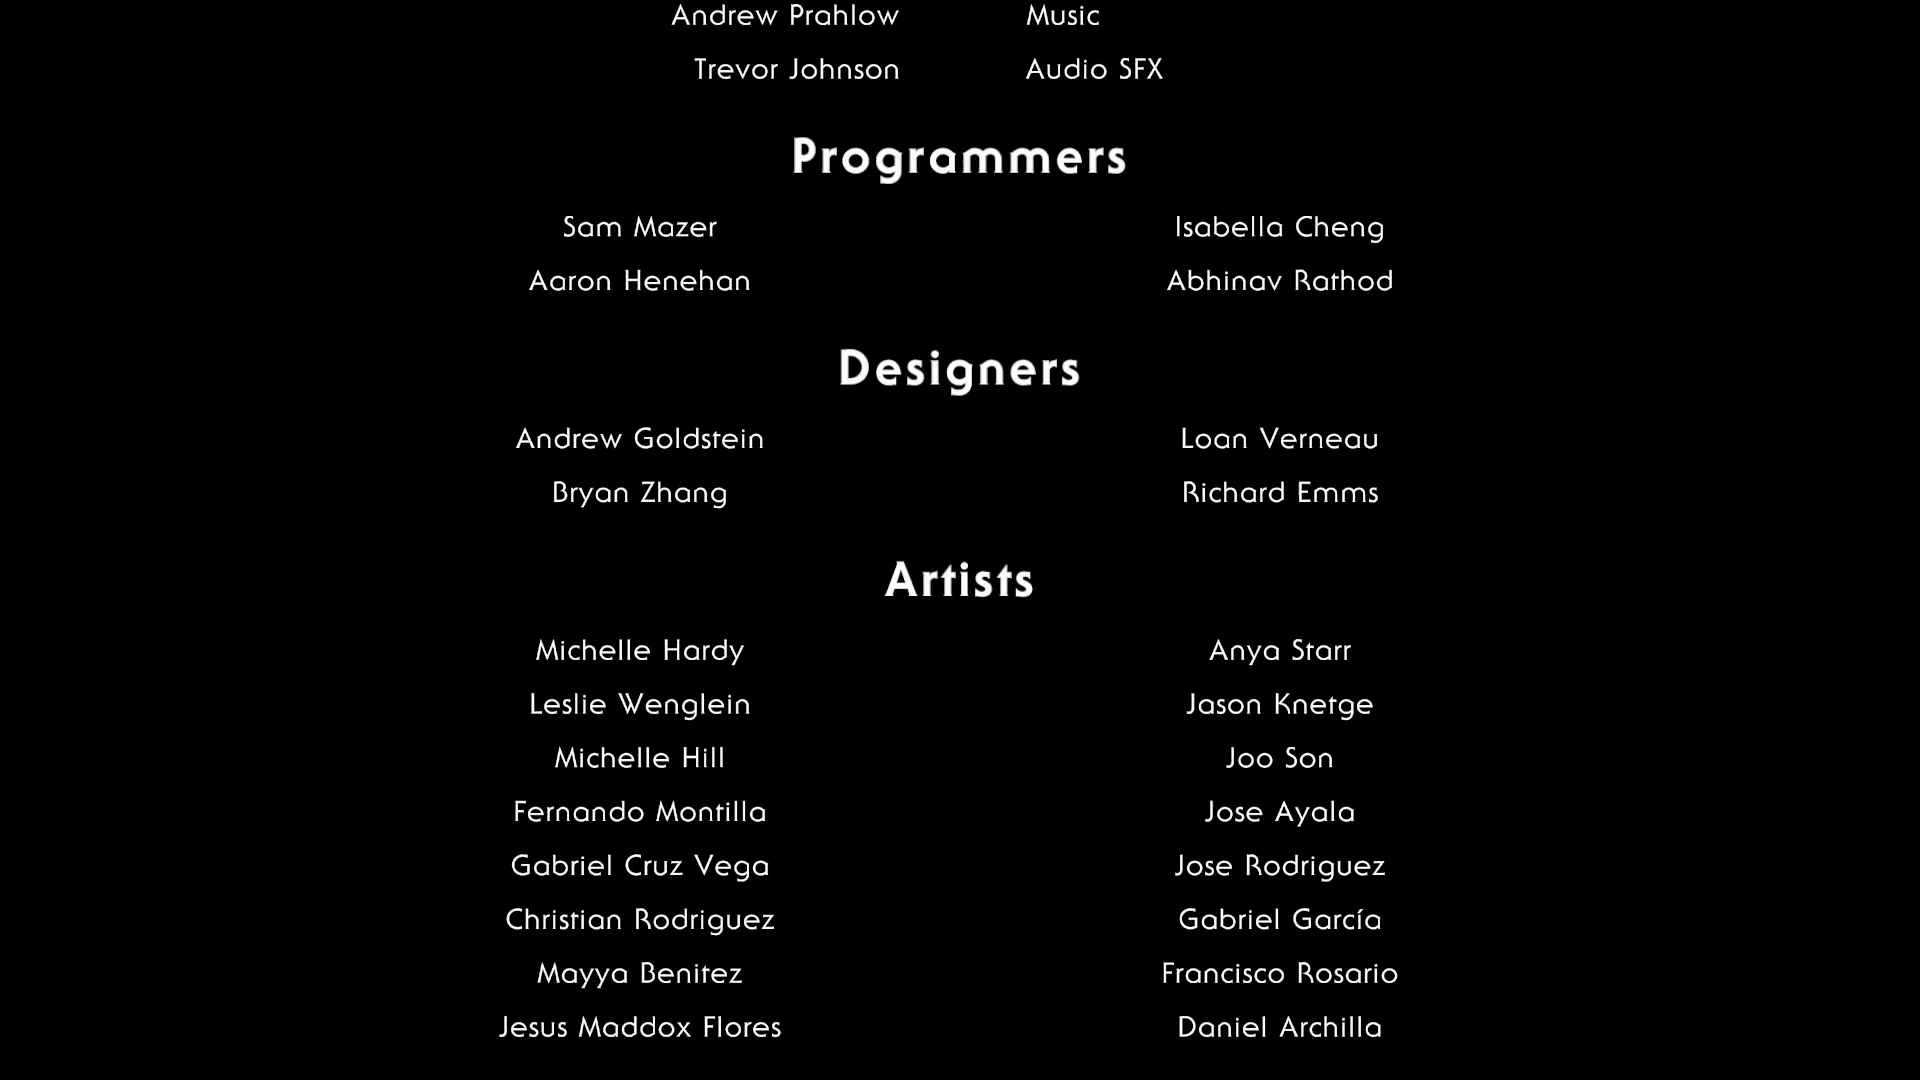 Andrew Prahlow Music
Trevor Johnson Audio SFX
Programmers
Sam Mazer Isabella Cheng
Aaron Henehan Abhinav Rathod
Designers
Andrew Goldstein Loan Verneau
Bryan Zhang Richard Emms
Artists
Michelle Hardy Anya Starr
Leslie Wenglein Jason Knetge
Michelle Hill Joo Son
Fernando Montilla Jose Ayala
Gabriel Cruz Vega Jose Rodriguez
Christian Rodriguez Gabriel García
Mayya Benitez Francisco Rosario
Jesus Maddox Flores Daniel Archilla